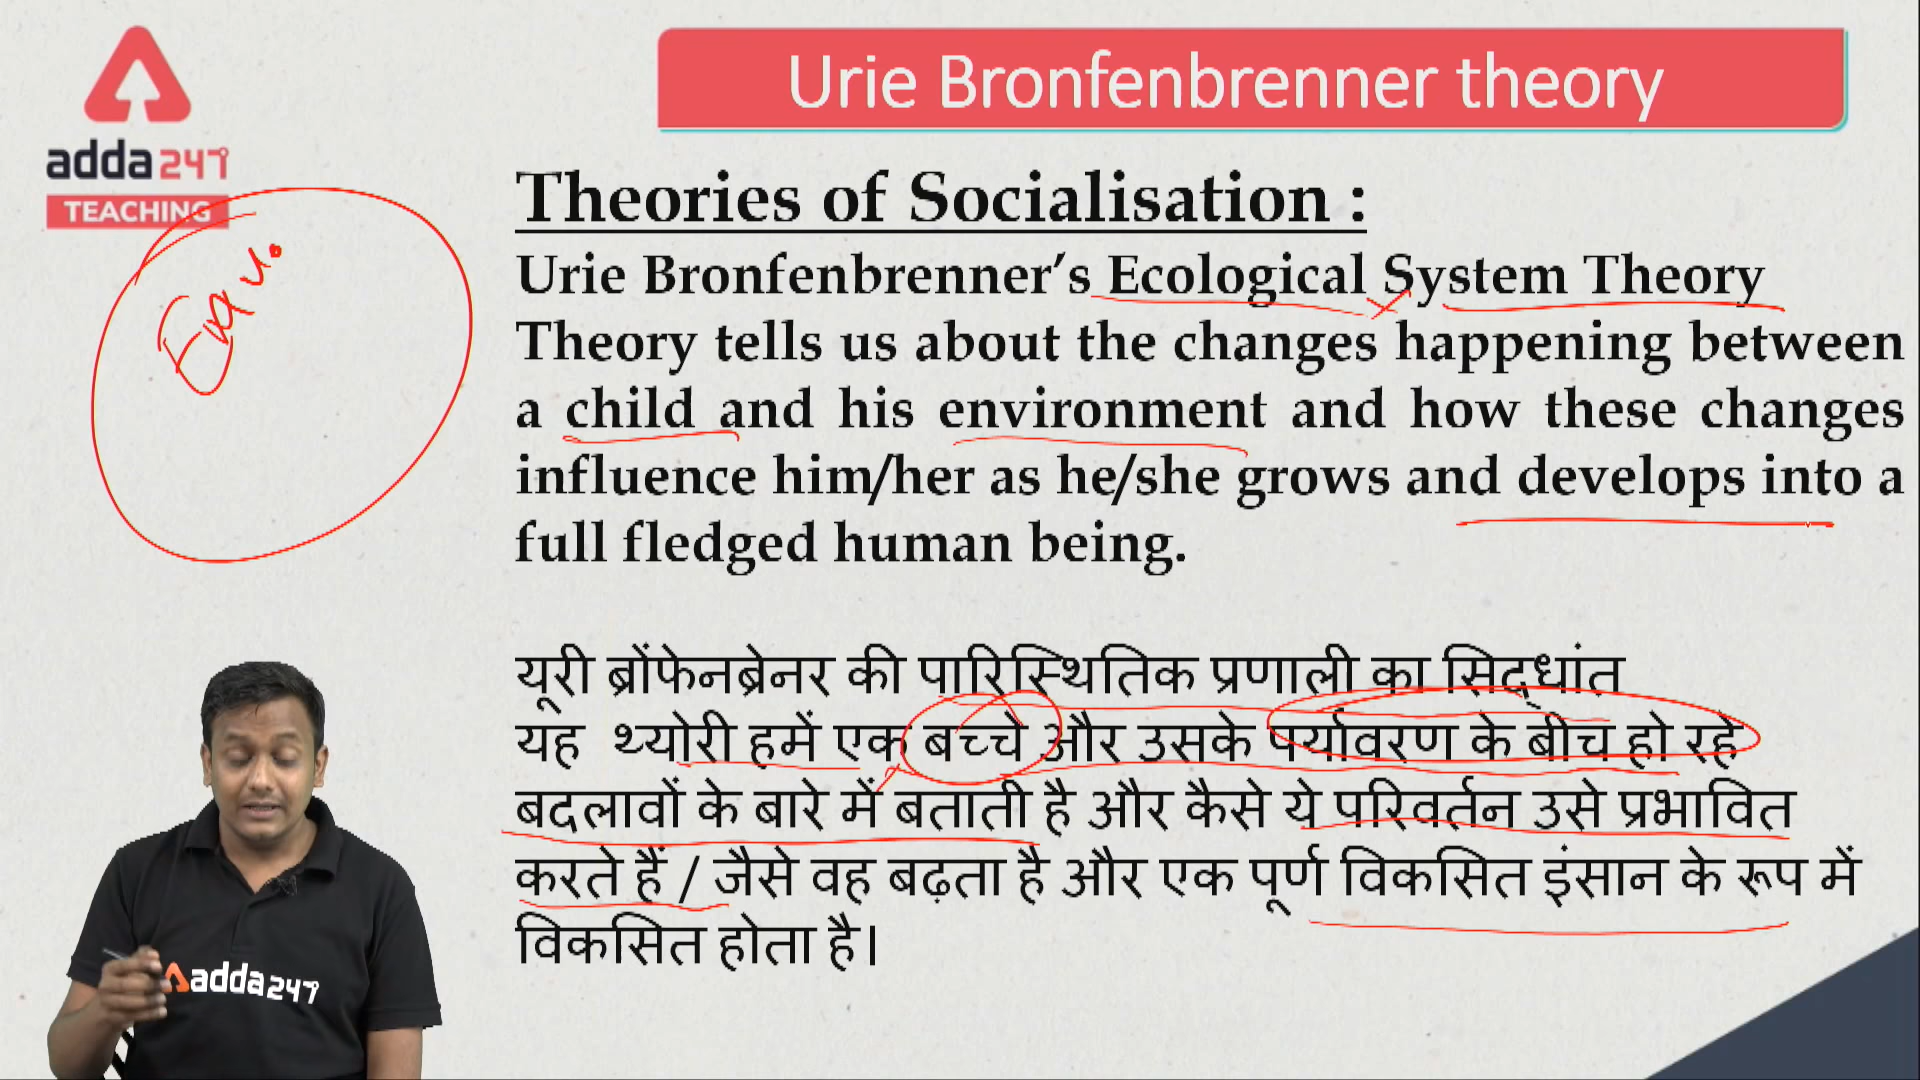 Urie Bronfenbrenner theory
adda247
TEACHING
Theories of Socialisation :
Urie Bronfenbrenner’s Ecological System Theory
Theory tells us about the changes happening between
a child and his environment and how these changes
influence him/her as he/she grows and develops into a
full fledged human being.
यूरी ब्रोंफेनब्रेनर की पारिस्थितिक प्रणाली का सिद्धांत
यह थ्योरी हमें एक बच्चे और उसके पर्यावरण के बीच हो रहे
बदलावों के बारे में बताती है और कैसे ये परिवर्तन उसे प्रभावित
करते हैं / जैसे वह बढ़ता है और एक पूर्ण विकसित इंसान के रूप में
विकसित होता है।
adda247